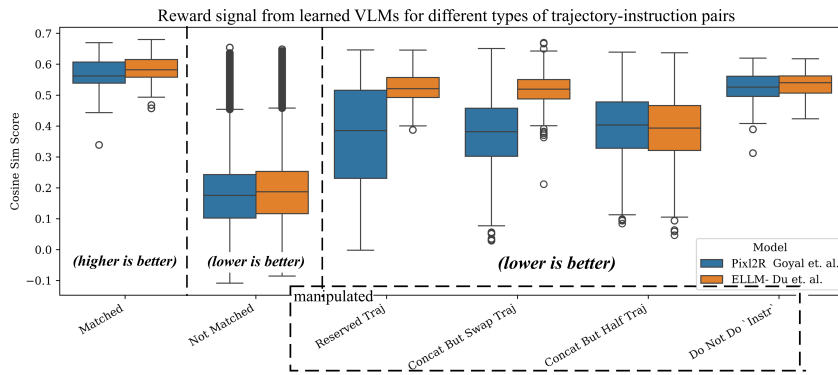 Reward signal from learned VLMs for different types of trajectory-instruction pairs
Cosine Sim Score
0.7
0.6
0.5
0.4
0.3
0.2
0.1
0.0
−0.1
(higher is better)
(lower is better)
(lower is better)
Model
Pixl2R Goyal et. al.
ELLM- Du et. al.
manipulated
Matched
Not Matched
Reserved Traj
Concat But Swap Traj
Concat But Half Traj
Do Not Do `Instr`